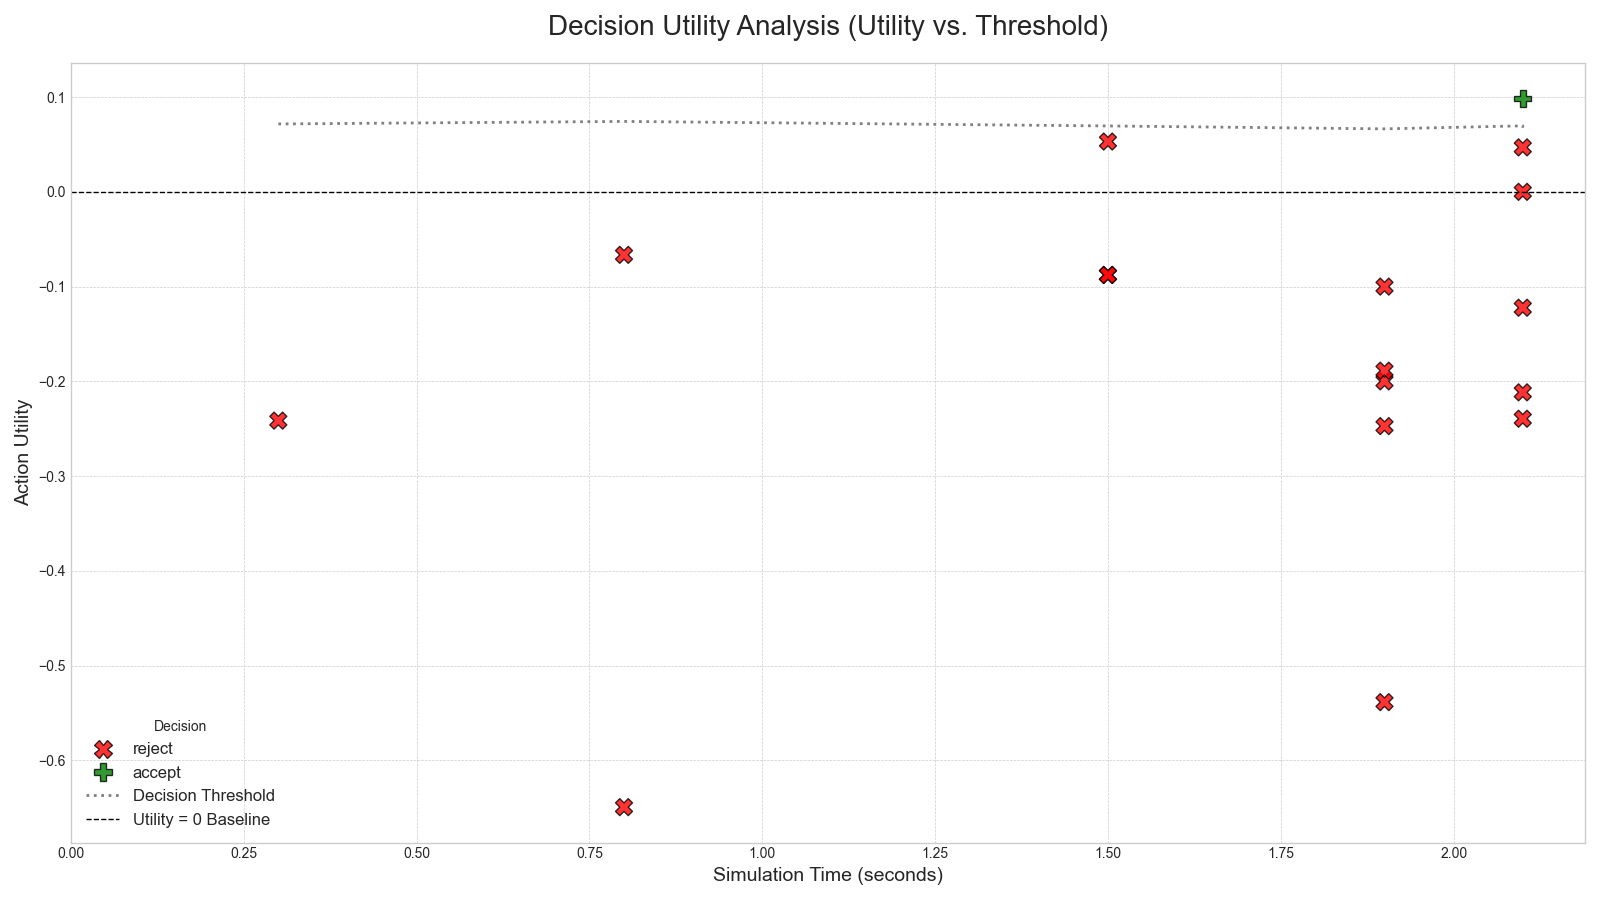 Decision Utility Analysis (Utility vs. Threshold)
Action Utility
0.1
0.0
−0.1
−0.2
−0.3
−0.4
−0.5
−0.6
Decision
reject
accept
Decision Threshold
Utility = 0 Baseline
0.00 0.25 0.50 0.75 1.00 1.25 1.50 1.75 2.00
Simulation Time (seconds)